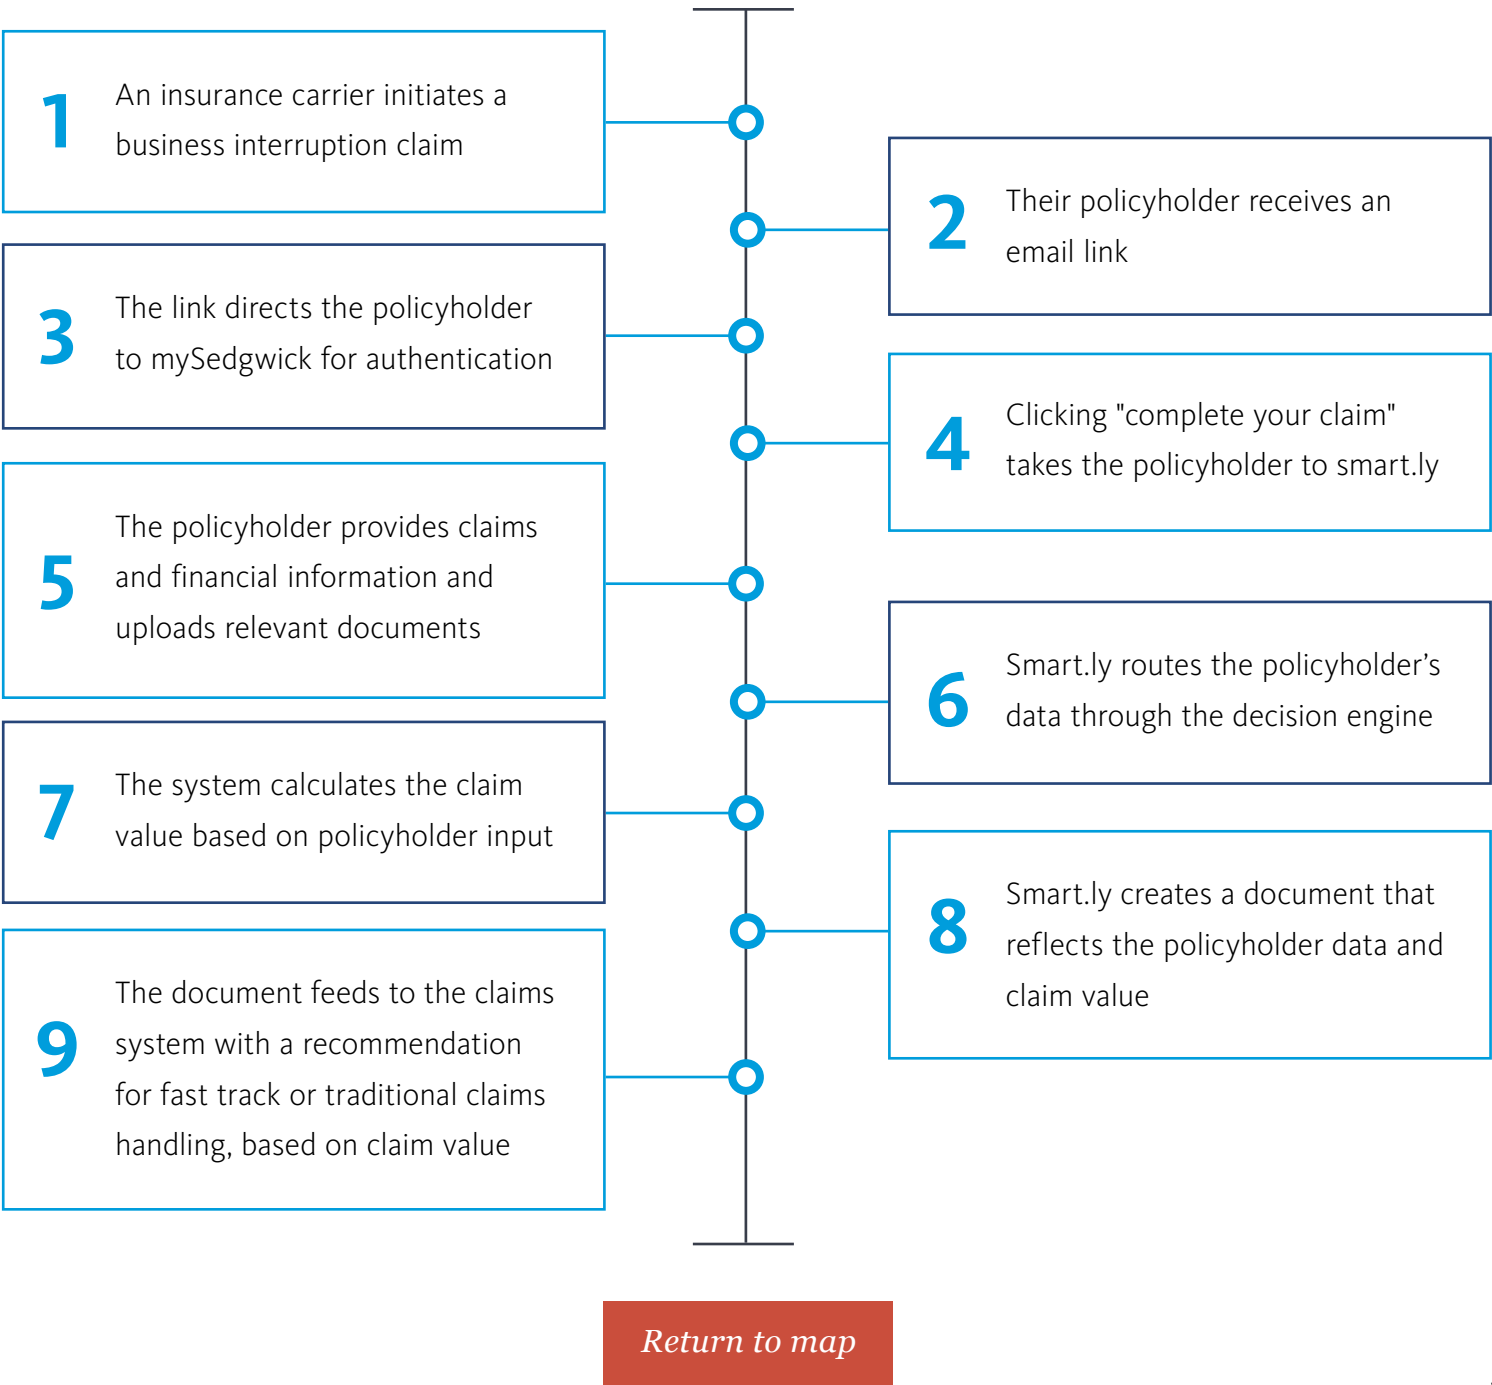 1
An insurance carrier initiates a
business interruption claim
2
Their policyholder receives an
email link
3
The link directs the policyholder
to mySedgwick for authentication
4
Clicking "complete your claim"
takes the policyholder to smart.ly
5
The policyholder provides claims
and financial information and
uploads relevant documents
6
Smart.ly routes the policyholder’s
data through the decision engine
7
The system calculates the claim
value based on policyholder input
8
Smart.ly creates a document that
reflects the policyholder data and
claim value
9
The document feeds to the claims
system with a recommendation
for fast track or traditional claims
handling, based on claim value
Return to map